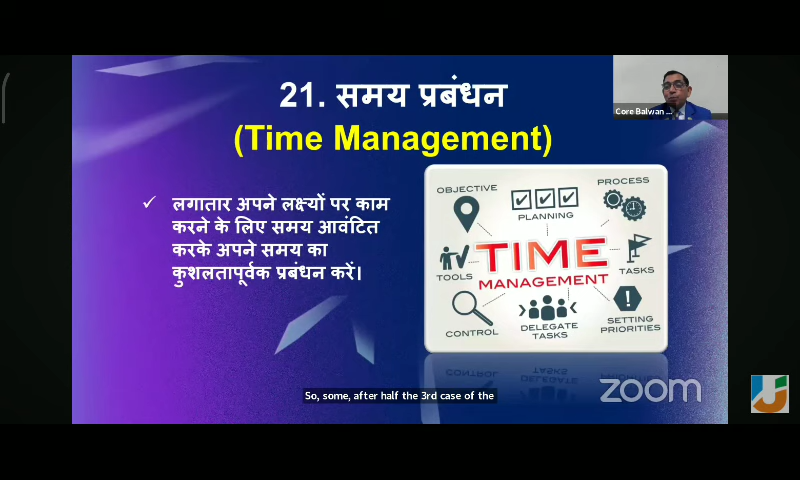 21. समय प्रबंधन
(Time Management)
Core Balwan ...
✓ लगातार अपने लक्ष्यों पर काम
करने के लिए समय आवंटित
करके अपने समय का
कुशलतापूर्वक प्रबंधन करें।
OBJECTIVE
PLANNING
PROCESS
TOOLS
TIME
MANAGEMENT
TASKS
CONTROL
DELEGATE
TASKS
SETTING
PRIORITIES
So, some, after half the 3rd case of the
zoom